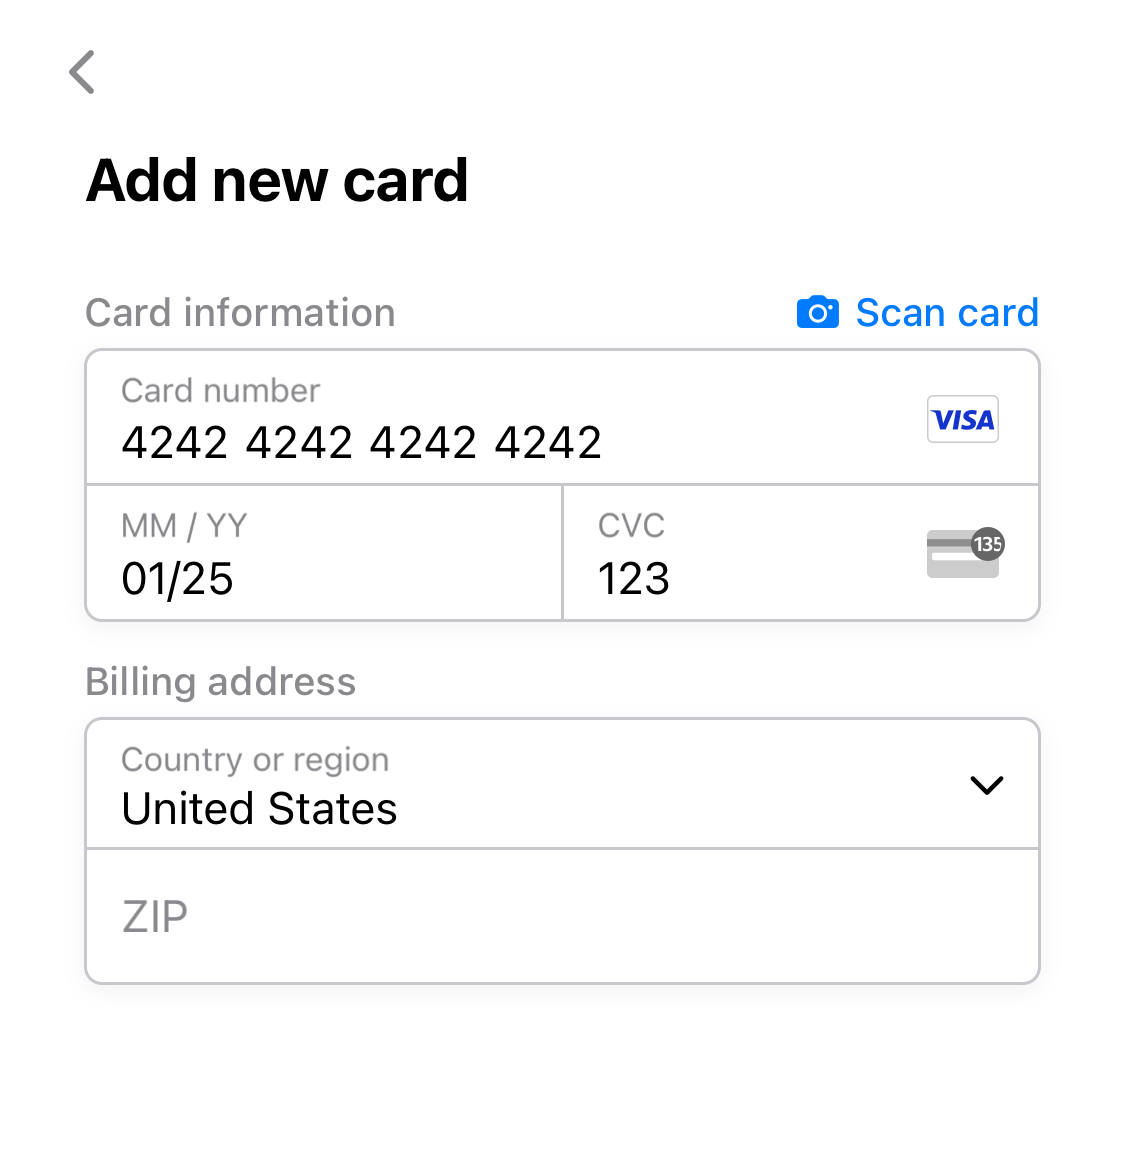 Add new card
Card information Scan card
Card number
4242 4242 4242 4242
VISA
MM / YY
01/25
CVC
123
135
Billing address
Country or region
United States
ZIP